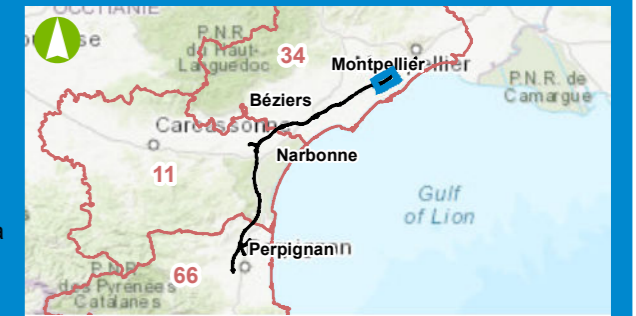 OCCITANIE
P.N.R.
du Haut-
Languedoc
34
Montpellier
P.N.R. de
Camargue
Béziers
Narbonne
11
Gulf
of Lion
Perpignan
66
des Pyrénées
Catalanes
a